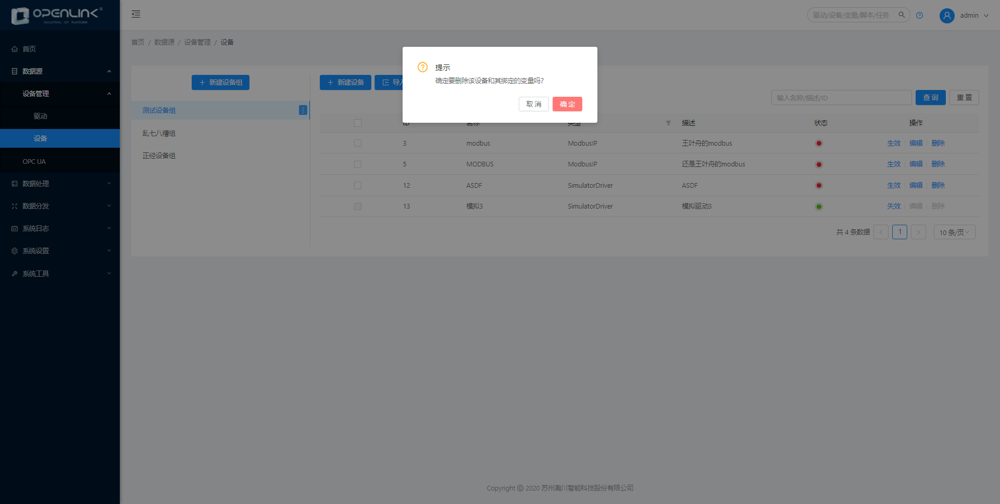 OPENLINK®
INDUSTRIAL IOT PLATFORM
驱动/设备/变量/脚本/任务
admin
首页
数据源
设备管理
驱动
设备
OPC UA
数据处理
数据分发
系统日志
系统设置
系统工具
首页 / 数据源 / 设备管理 / 设备
新建设备组
测试设备组
乱七八糟组
正经设备组
新建设备
导入
提示
确定要删除该设备和其绑定的变量吗?
取 消
确 定
输入名称/描述/ID
查 询
重 置
ID 名称 类型 描述 状态 操作
3 modbus ModbusIP 王叶舟的modbus 生效 编辑 删除
5 MODBUS ModbusIP 还是王叶舟的modbus 生效 编辑 删除
12 ASDF SimulatorDriver ASDF 生效 编辑 删除
13 模拟3 SimulatorDriver 模拟驱动3 失效 编辑 删除
共 4 条数据 < 1 > 10 条/页
Copyright © 2020 苏州瀚川智能科技股份有限公司